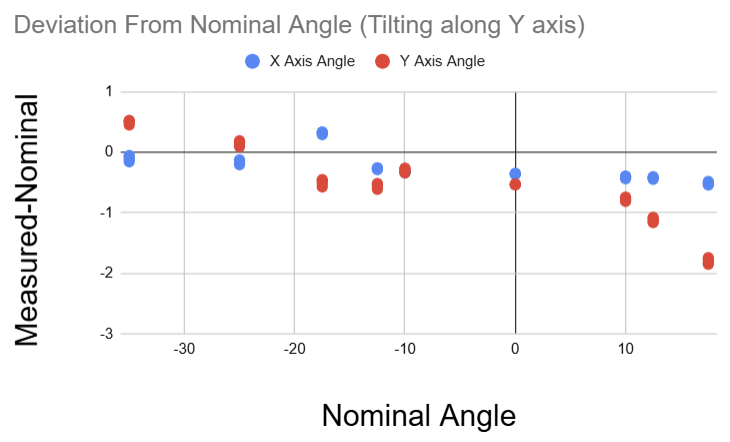 Deviation From Nominal Angle (Tilting along Y axis)
X Axis Angle Y Axis Angle
Measured-Nominal
1
0
-1
-2
-3
-30 -20 -10 0 10
Nominal Angle